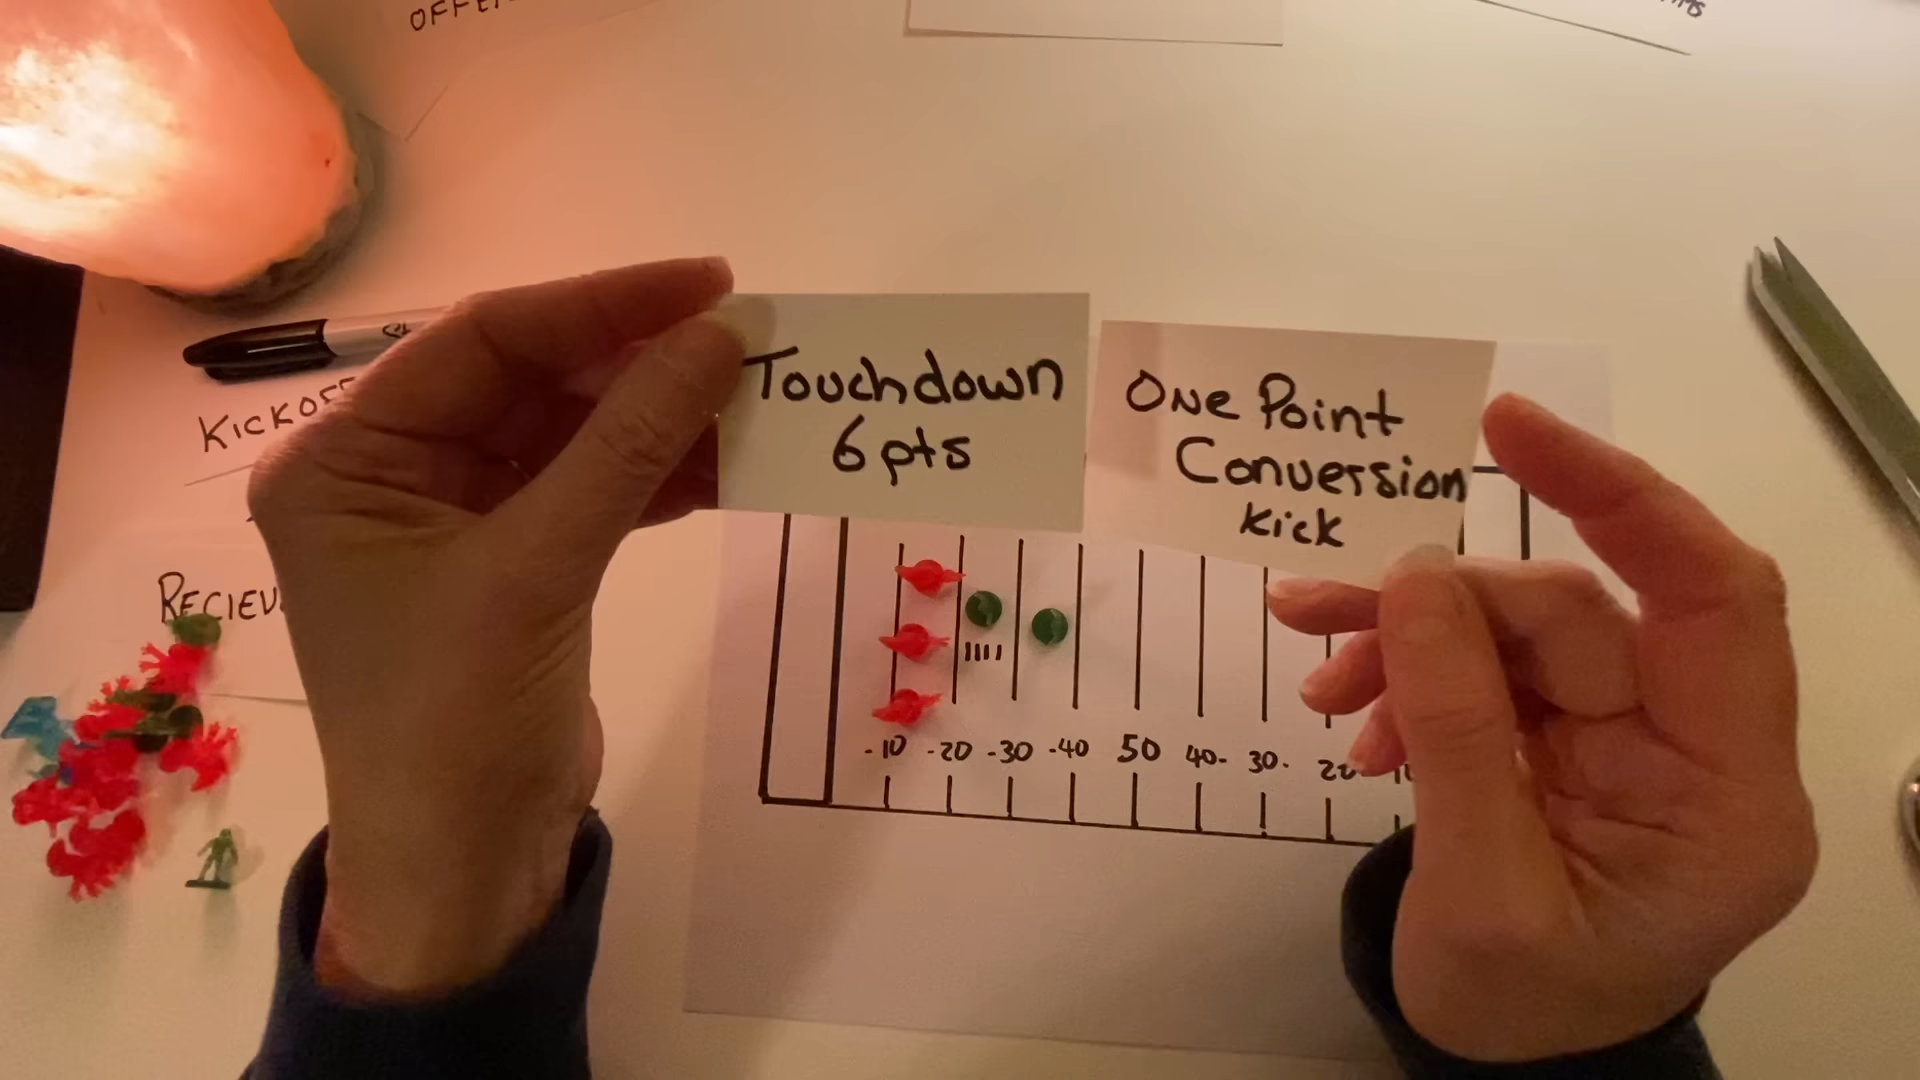 Touchdown
6 pts
One Point
Conversion
Kick
-10 -20 -30 -40 50 40- 30-